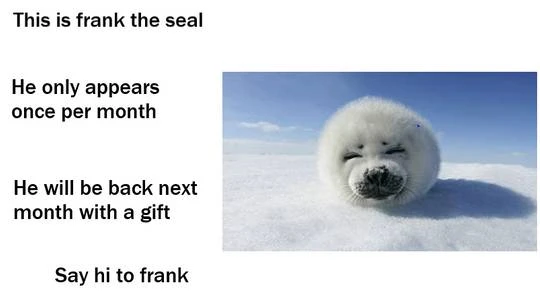 This is frank the seal
He only appears
once per month
He will be back next
month with a gift
Say hi to frank